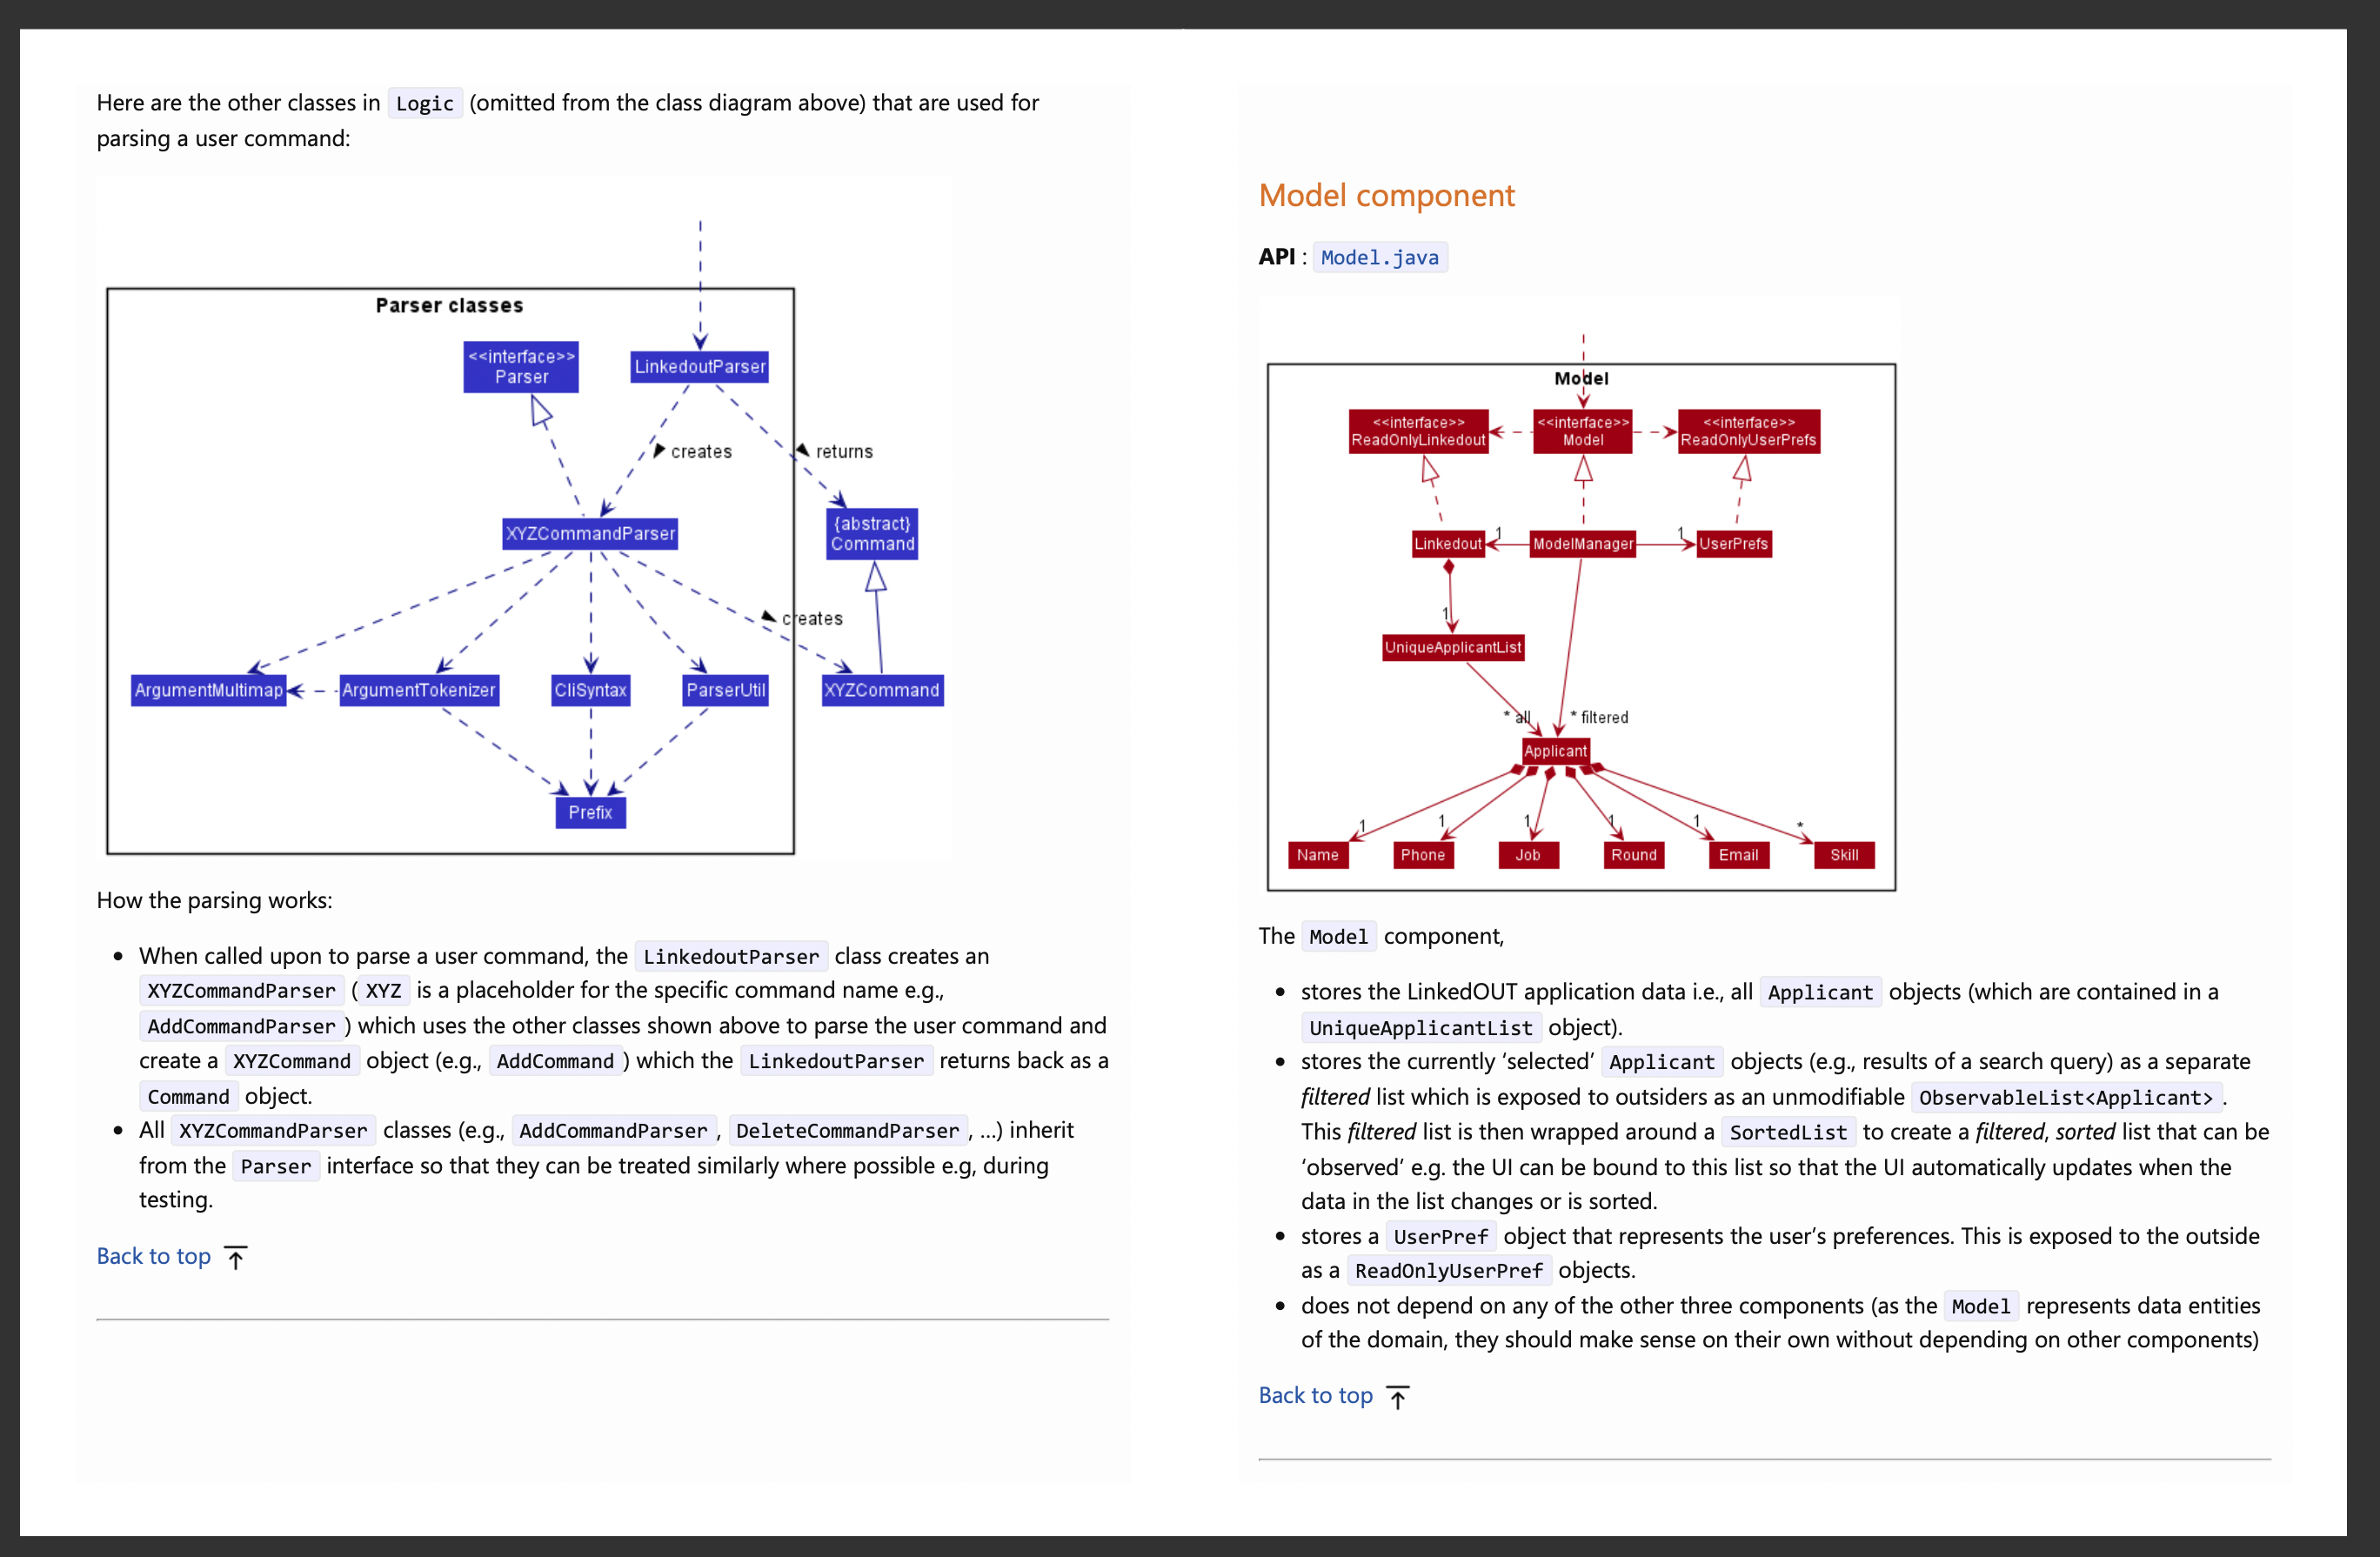 Here are the other classes in Logic (omitted from the class diagram above) that are used for
parsing a user command:
Parser classes
<<interface>>
Parser
LinkedoutParser
creates
returns
XYZCommandParser
{abstract}
Command
creates
ArgumentMultimap
ArgumentTokenizer
CliSyntax
ParserUtil
XYZCommand
Prefix
How the parsing works:
• When called upon to parse a user command, the LinkedoutParser class creates an
XYZCommandParser (XYZ is a placeholder for the specific command name e.g.,
AddCommandParser) which uses the other classes shown above to parse the user command and
create a XYZCommand object (e.g., AddCommand) which the LinkedoutParser returns back as a
Command object.
• All XYZCommandParser classes (e.g., AddCommandParser, DeleteCommandParser, ...) inherit
from the Parser interface so that they can be treated similarly where possible e.g, during
testing.
Back to top
Model component
API : Model.java
Model
<<interface>>
ReadOnlyLinkedout
<<interface>>
Model
<<interface>>
ReadOnlyUserPrefs
Linkedout
1
ModelManager
1
UserPrefs
1
UniqueApplicantList
* all
* filtered
Applicant
1
1
1
1
1
*
Name
Phone
Job
Round
Email
Skill
The Model component,
• stores the LinkedOUT application data i.e., all Applicant objects (which are contained in a
UniqueApplicantList object).
• stores the currently ‘selected’ Applicant objects (e.g., results of a search query) as a separate
filtered list which is exposed to outsiders as an unmodifiable ObservableList<Applicant>.
This filtered list is then wrapped around a SortedList to create a filtered, sorted list that can be
‘observed’ e.g. the UI can be bound to this list so that the UI automatically updates when the
data in the list changes or is sorted.
• stores a UserPref object that represents the user’s preferences. This is exposed to the outside
as a ReadOnlyUserPref objects.
• does not depend on any of the other three components (as the Model represents data entities
of the domain, they should make sense on their own without depending on other components)
Back to top